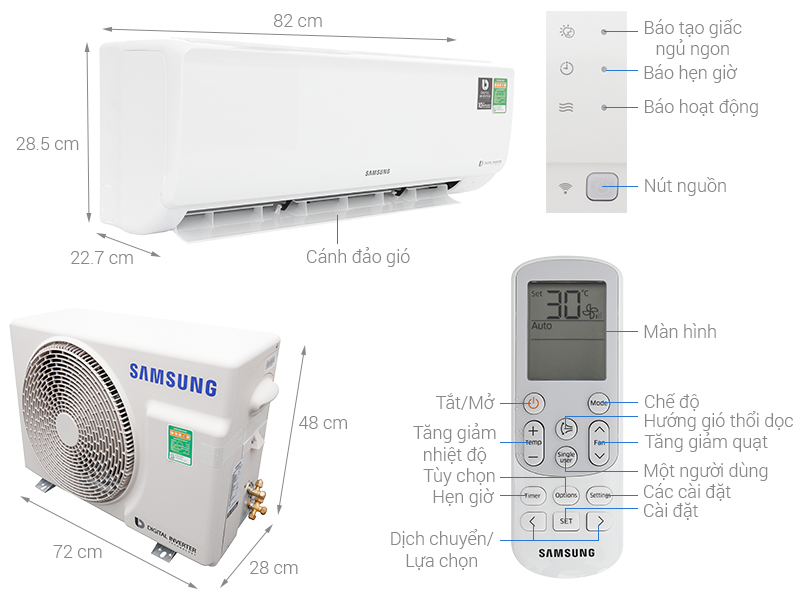 82 cm
28.5 cm
22.7 cm
SAMSUNG
Cánh đảo gió
Báo tạo giấc
ngủ ngon
Báo hẹn giờ
Báo hoạt động
Nút nguồn
SAMSUNG
DIGITAL INVERTER
48 cm
72 cm
28 cm
Set 30 °C
Auto
Màn hình
Tắt/Mở
Mode
Chế độ
Hướng gió thổi dọc
Tăng giảm
nhiệt độ
+
Temp
−
Fan
Tăng giảm quạt
Single
user
Một người dùng
Tùy chọn
Hẹn giờ
Timer
Options
Settings
Các cài đặt
SET
Cài đặt
Dịch chuyển/
Lựa chọn
SAMSUNG